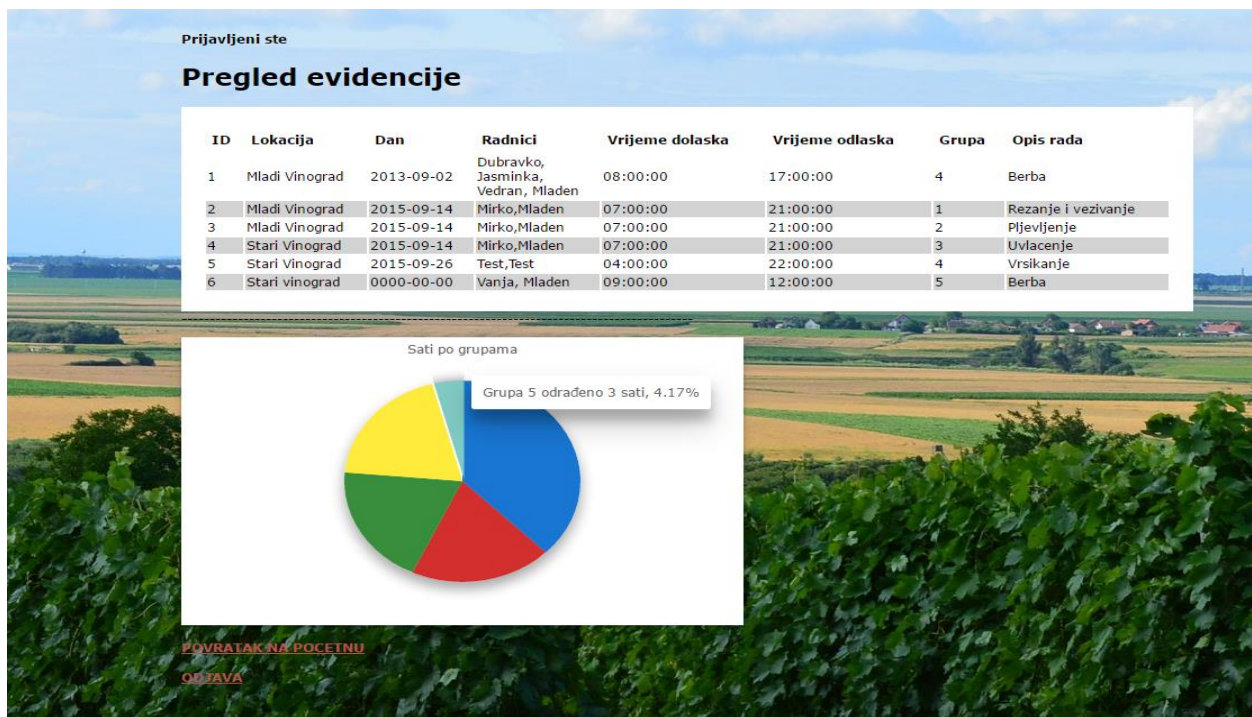 Prijavljeni ste
Pregled evidencije
ID Lokacija Dan Radnici Vrijeme dolaska Vrijeme odlaska Grupa Opis rada
1 Mladi Vinograd 2013-09-02 Dubravko, Jasminka, Vedran, Mladen 08:00:00 17:00:00 4 Berba
2 Mladi Vinograd 2015-09-14 Mirko,Mladen 07:00:00 21:00:00 1 Rezanje i vezivanje
3 Mladi Vinograd 2015-09-14 Mirko,Mladen 07:00:00 21:00:00 2 Pljevljenje
4 Stari Vinograd 2015-09-14 Mirko,Mladen 07:00:00 21:00:00 3 Uvlacenje
5 Stari Vinograd 2015-09-26 Test,Test 04:00:00 22:00:00 4 Vrsikanje
6 Stari vinograd 0000-00-00 Vanja, Mladen 09:00:00 12:00:00 5 Berba
Sati po grupama
Grupa 5 odrađeno 3 sati, 4.17%
POVRATAK NA POCETNU
ODJAVA